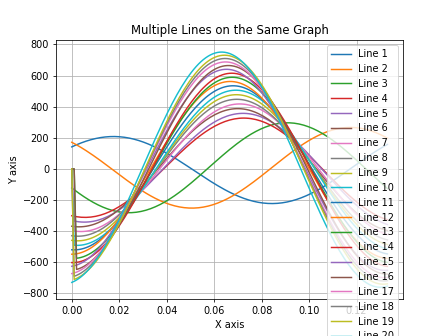 Multiple Lines on the Same Graph
Y axis
800
600
400
200
0
−200
−400
−600
−800
0.00
0.02
0.04
0.06
0.08
0.10
X axis
Line 1
Line 2
Line 3
Line 4
Line 5
Line 6
Line 7
Line 8
Line 9
Line 10
Line 11
Line 12
Line 13
Line 14
Line 15
Line 16
Line 17
Line 18
Line 19
Line 20